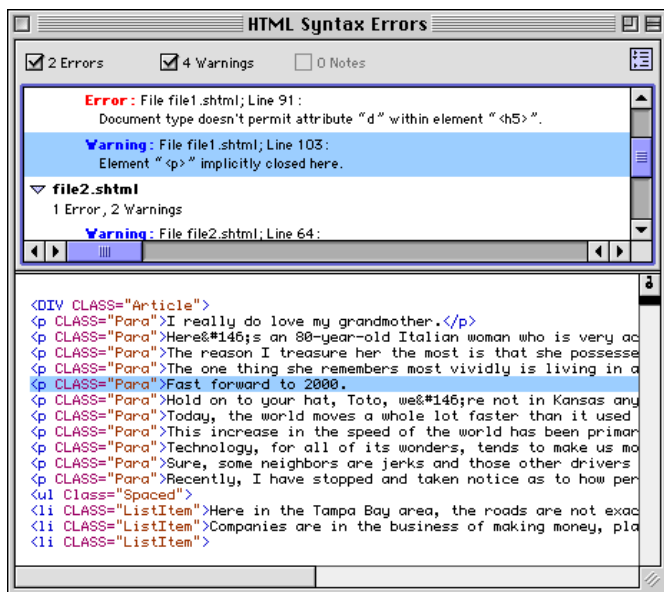 HTML Syntax Errors
2 Errors 4 Warnings 0 Notes
Error: File file1.shtml; Line 91:
Document type doesn't permit attribute "d" within element "<h5>".
Warning: File file1.shtml; Line 103:
Element "<p>" implicitly closed here.
file2.shtml
1 Error, 2 Warnings
Warning: File file2.shtml; Line 64:
<DIV CLASS="Article">
<p CLASS="Para">I really do love my grandmother.</p>
<p CLASS="Para">Here&#146;s an 80-year-old Italian woman who is very ac
<p CLASS="Para">The reason I treasure her the most is that she possesse
<p CLASS="Para">The one thing she remembers most vividly is living in a
<p CLASS="Para">Fast forward to 2000.
<p CLASS="Para">Hold on to your hat, Toto, we&#146;re not in Kansas any
<p CLASS="Para">Today, the world moves a whole lot faster than it used
<p CLASS="Para">This increase in the speed of the world has been primar
<p CLASS="Para">Technology, for all of its wonders, tends to make us mo
<p CLASS="Para">Sure, some neighbors are jerks and those other drivers
<p CLASS="Para">Recently, I have stopped and taken notice as to how per
<ul Class="Spaced">
<li CLASS="ListItem">Here in the Tampa Bay area, the roads are not exac
<li CLASS="ListItem">Companies are in the business of making money, pla
<li CLASS="ListItem">